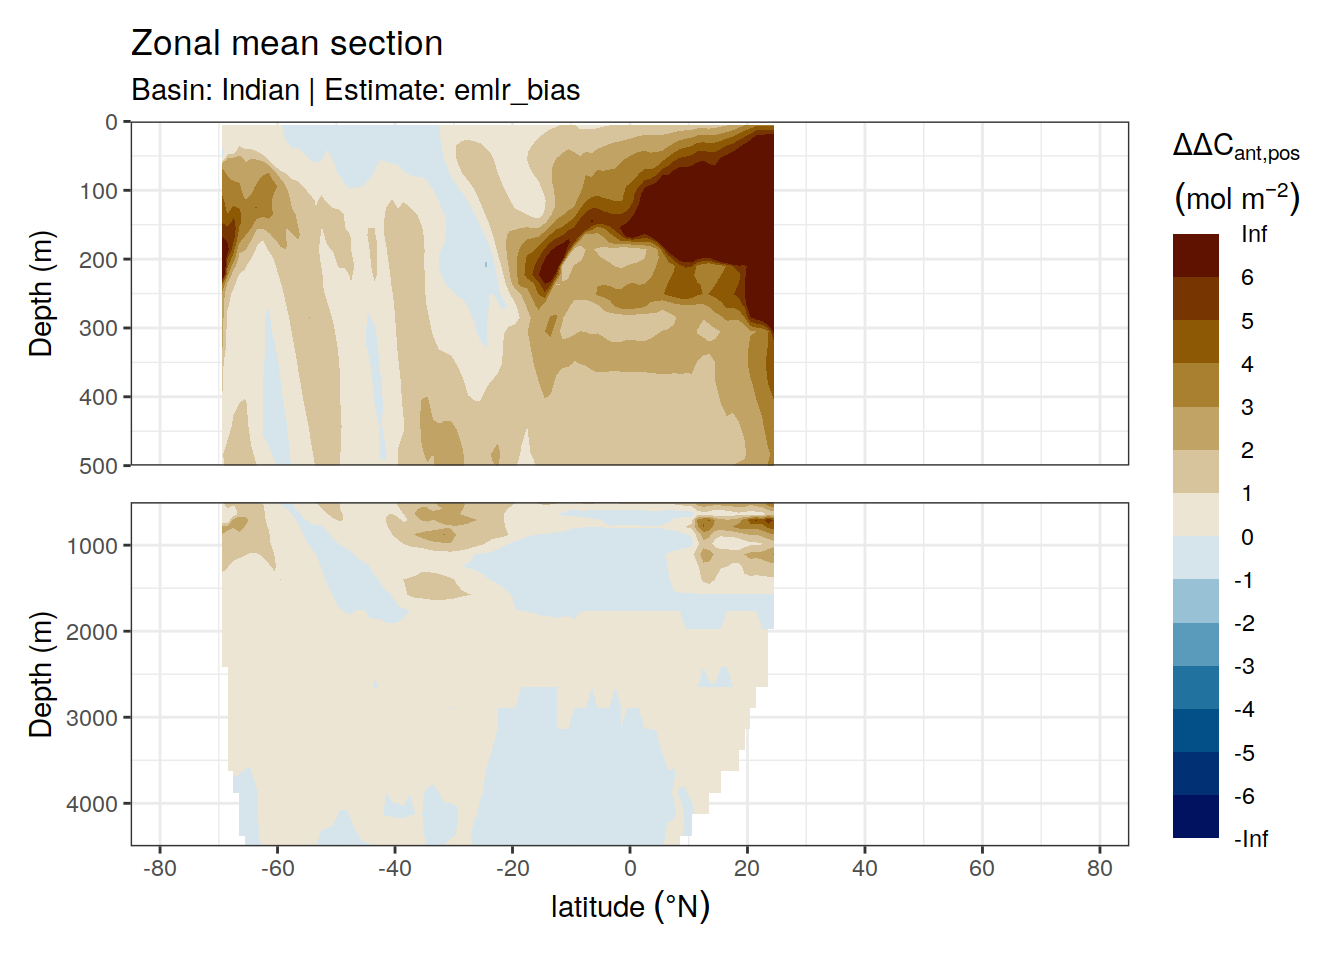 Zonal mean section
Basin: Indian | Estimate: emlr_bias
0
100
200
300
400
500
Depth (m)
1000
2000
3000
4000
Depth (m)
-80 -60 -40 -20 0 20 40 60 80
latitude (°N)
ΔΔCant,pos
(mol m−2)
Inf
6
5
4
3
2
1
0
-1
-2
-3
-4
-5
-6
-Inf